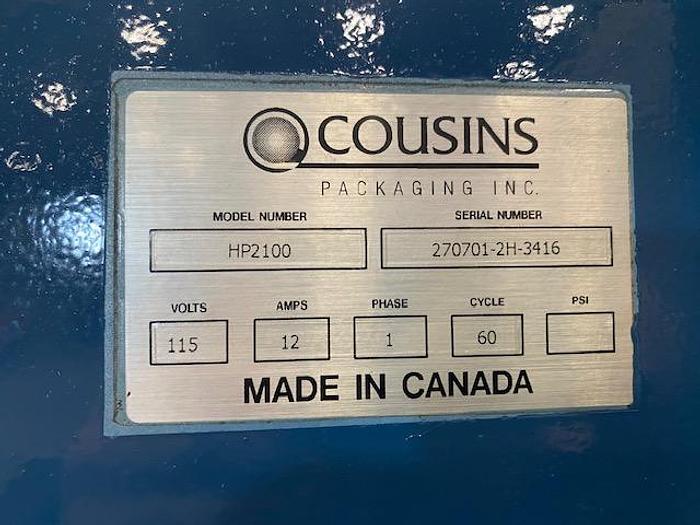 COUSINS
PACKAGING INC.
MODEL NUMBER SERIAL NUMBER
HP2100 270701-2H-3416
VOLTS AMPS PHASE CYCLE PSI
115 12 1 60
MADE IN CANADA